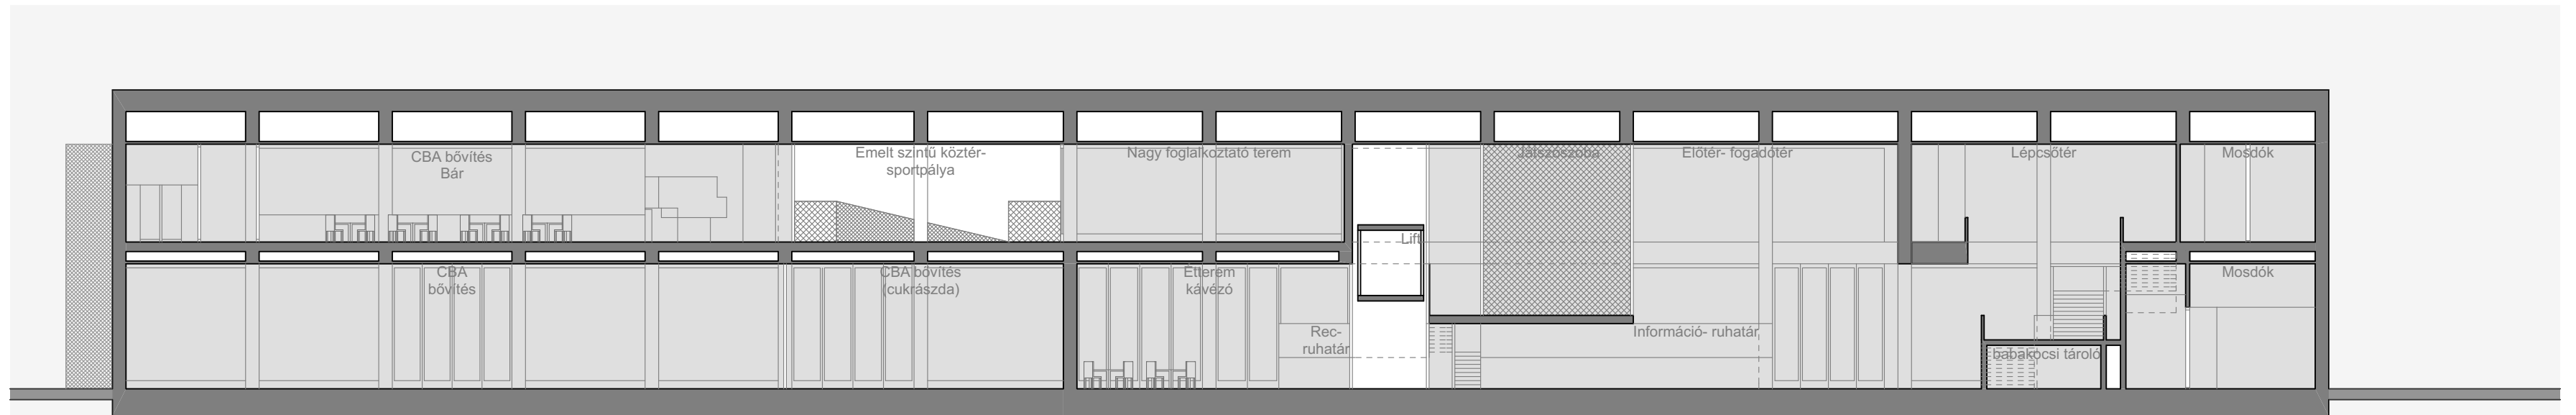 CBA bővítés
Bár
Emelt szintű köztér-
sportpálya
Nagy foglalkoztató terem
Játszószoba
Előtér- fogadótér
Lépcsőtér
Mosdók
Lift
CBA
bővítés
CBA bővítés
(cukrászda)
Étterem
kávézó
Rec-
ruhatár
Információ- ruhatár
babakocsi tároló
Mosdók